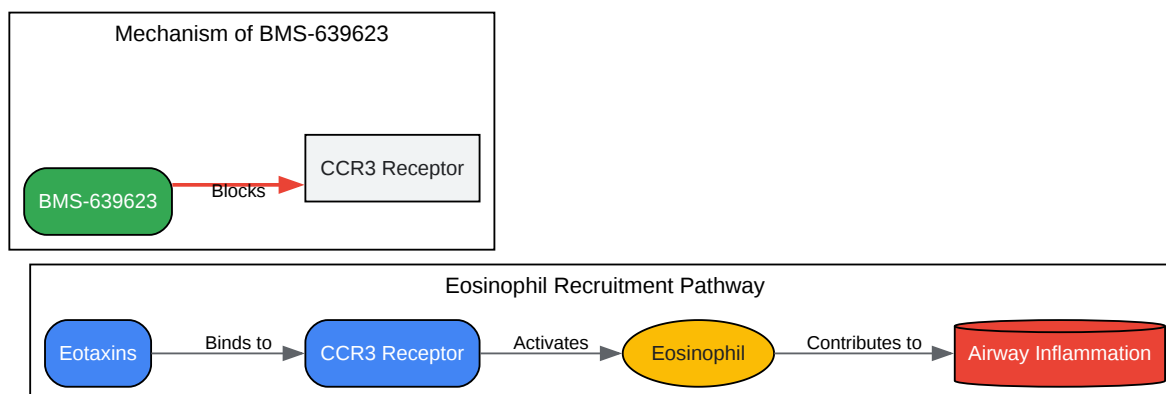 Mechanism of BMS-639623
CCR3 Receptor
BMS-639623
Blocks
Eosinophil Recruitment Pathway
Eotaxins
Binds to
CCR3 Receptor
Activates
Eosinophil
Contributes to
Airway Inflammation